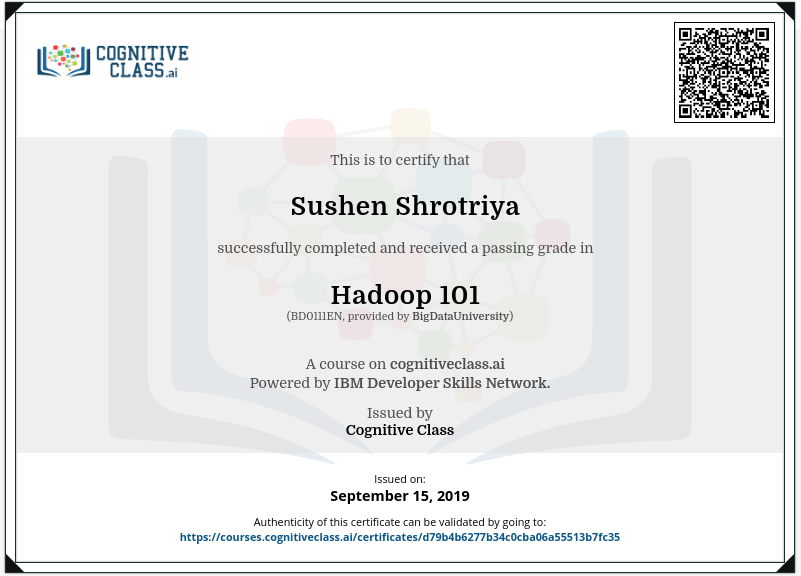 COGNITIVE
CLASS.ai
This is to certify that
Sushen Shrotriya
successfully completed and received a passing grade in
Hadoop 101
(BD0111EN, provided by BigDataUniversity)
A course on cognitiveclass.ai
Powered by IBM Developer Skills Network.
Issued by
Cognitive Class
Issued on:
September 15, 2019
Authenticity of this certificate can be validated by going to:
https://courses.cognitiveclass.ai/certificates/d79b4b6277b34c0cba06a55513b7fc35